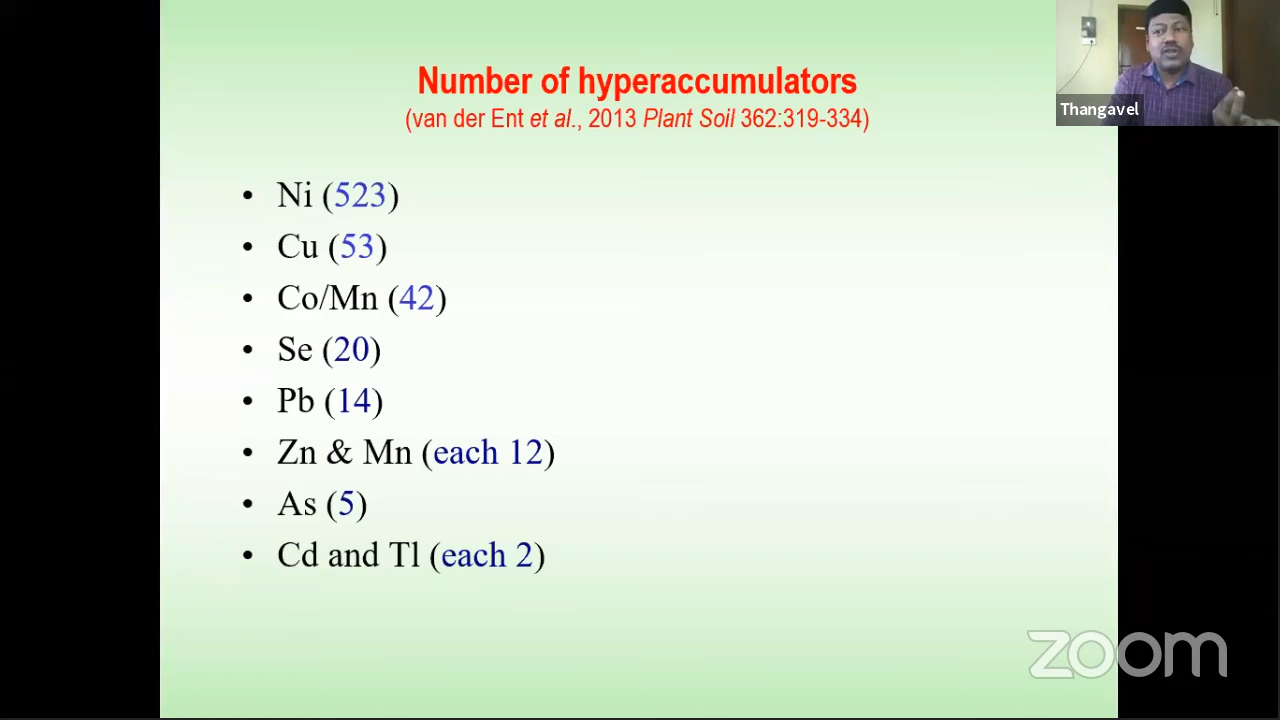 Number of hyperaccumulators
(van der Ent et al., 2013 Plant Soil 362:319-334)
• Ni (523)
• Cu (53)
• Co/Mn (42)
• Se (20)
• Pb (14)
• Zn & Mn (each 12)
• As (5)
• Cd and Tl (each 2)
Thangavel
zoom